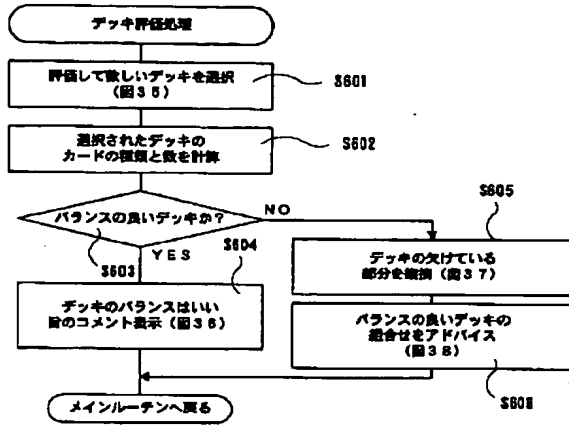 デッキ評価処理
評価して欲しいデッキを選択
(図35)
S601
選択されたデッキの
カードの種類と数を計算
S602
バランスの良いデッキか?
NO
YES
S603
S604
デッキのバランスはいい
旨のコメント表示(図36)
S605
デッキの欠けている
部分を指摘(図37)
バランスの良いデッキの
組合せをアドバイス
(図38)
S606
メインルーチンへ戻る